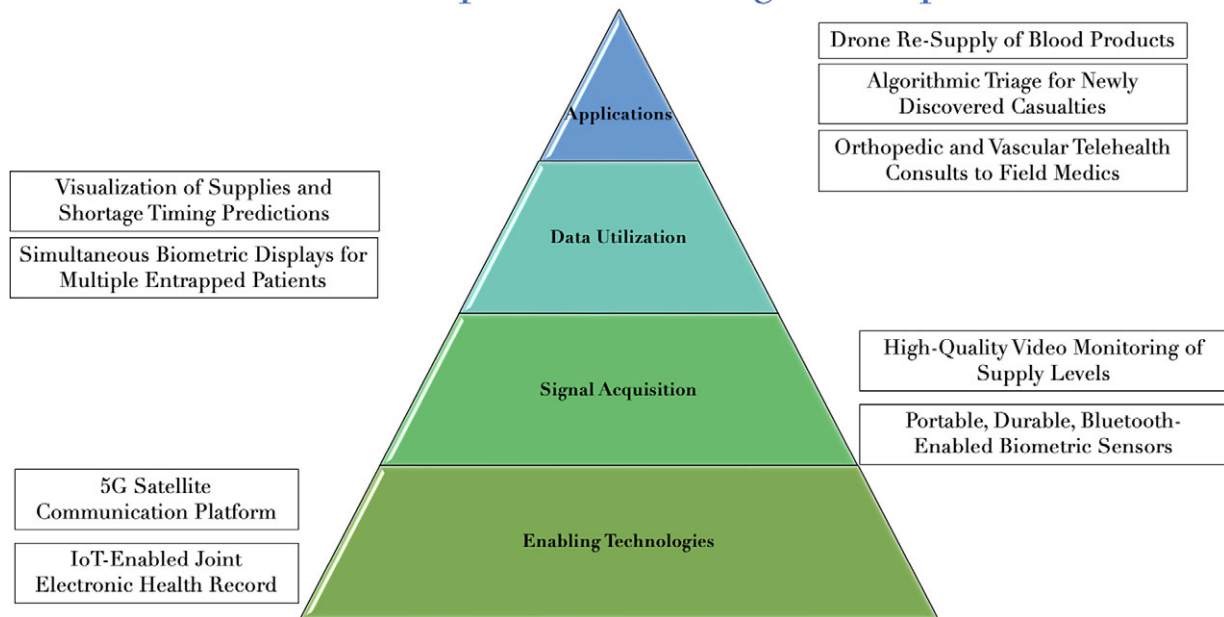 Drone Re-Supply of Blood Products
Algorithmic Triage for Newly
Discovered Casualties
Orthopedic and Vascular Telehealth
Consults to Field Medics
Applications
Visualization of Supplies and
Shortage Timing Predictions
Simultaneous Biometric Displays for
Multiple Entrapped Patients
Data Utilization
High-Quality Video Monitoring of
Supply Levels
Portable, Durable, Bluetooth-
Enabled Biometric Sensors
Signal Acquisition
5G Satellite
Communication Platform
IoT-Enabled Joint
Electronic Health Record
Enabling Technologies